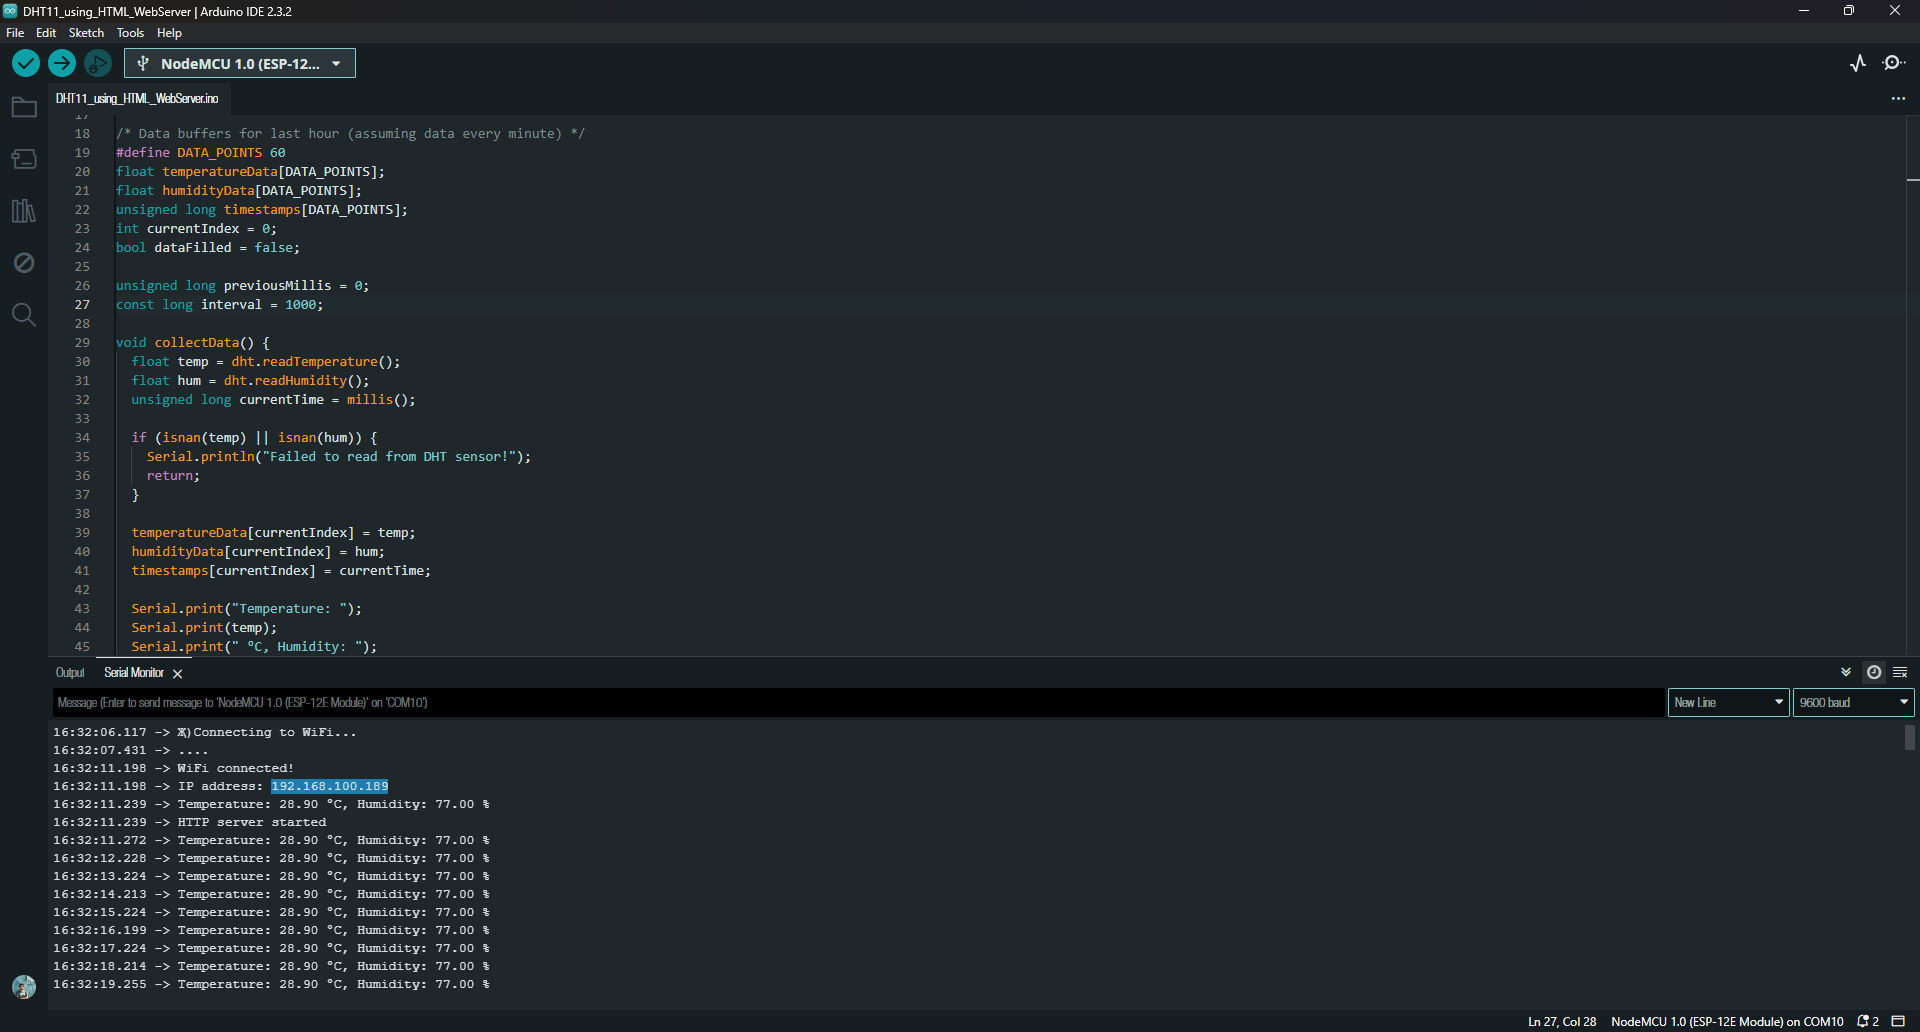 DHT11_using_HTML_WebServer | Arduino IDE 2.3.2
File Edit Sketch Tools Help
NodeMCU 1.0 (ESP-12...
DHT11_using_HTML_WebServer.ino
18 /* Data buffers for last hour (assuming data every minute) */
19 #define DATA_POINTS 60
20 float temperatureData[DATA_POINTS];
21 float humidityData[DATA_POINTS];
22 unsigned long timestamps[DATA_POINTS];
23 int currentIndex = 0;
24 bool dataFilled = false;
25
26 unsigned long previousMillis = 0;
27 const long interval = 1000;
28
29 void collectData() {
30 float temp = dht.readTemperature();
31 float hum = dht.readHumidity();
32 unsigned long currentTime = millis();
33
34 if (isnan(temp) || isnan(hum)) {
35 Serial.println("Failed to read from DHT sensor!");
36 return;
37 }
38
39 temperatureData[currentIndex] = temp;
40 humidityData[currentIndex] = hum;
41 timestamps[currentIndex] = currentTime;
42
43 Serial.print("Temperature: ");
44 Serial.print(temp);
45 Serial.print(" °C, Humidity: ");
Output Serial Monitor
Message (Enter to send message to 'NodeMCU 1.0 (ESP-12E Module)' on 'COM10')
New Line
9600 baud
16:32:06.117 -> )Connecting to WiFi...
16:32:07.431 -> ....
16:32:11.198 -> WiFi connected!
16:32:11.198 -> IP address: 192.168.100.189
16:32:11.239 -> Temperature: 28.90 °C, Humidity: 77.00 %
16:32:11.239 -> HTTP server started
16:32:11.272 -> Temperature: 28.90 °C, Humidity: 77.00 %
16:32:12.228 -> Temperature: 28.90 °C, Humidity: 77.00 %
16:32:13.224 -> Temperature: 28.90 °C, Humidity: 77.00 %
16:32:14.213 -> Temperature: 28.90 °C, Humidity: 77.00 %
16:32:15.224 -> Temperature: 28.90 °C, Humidity: 77.00 %
16:32:16.199 -> Temperature: 28.90 °C, Humidity: 77.00 %
16:32:17.224 -> Temperature: 28.90 °C, Humidity: 77.00 %
16:32:18.214 -> Temperature: 28.90 °C, Humidity: 77.00 %
16:32:19.255 -> Temperature: 28.90 °C, Humidity: 77.00 %
Ln 27, Col 28 NodeMCU 1.0 (ESP-12E Module) on COM10 2